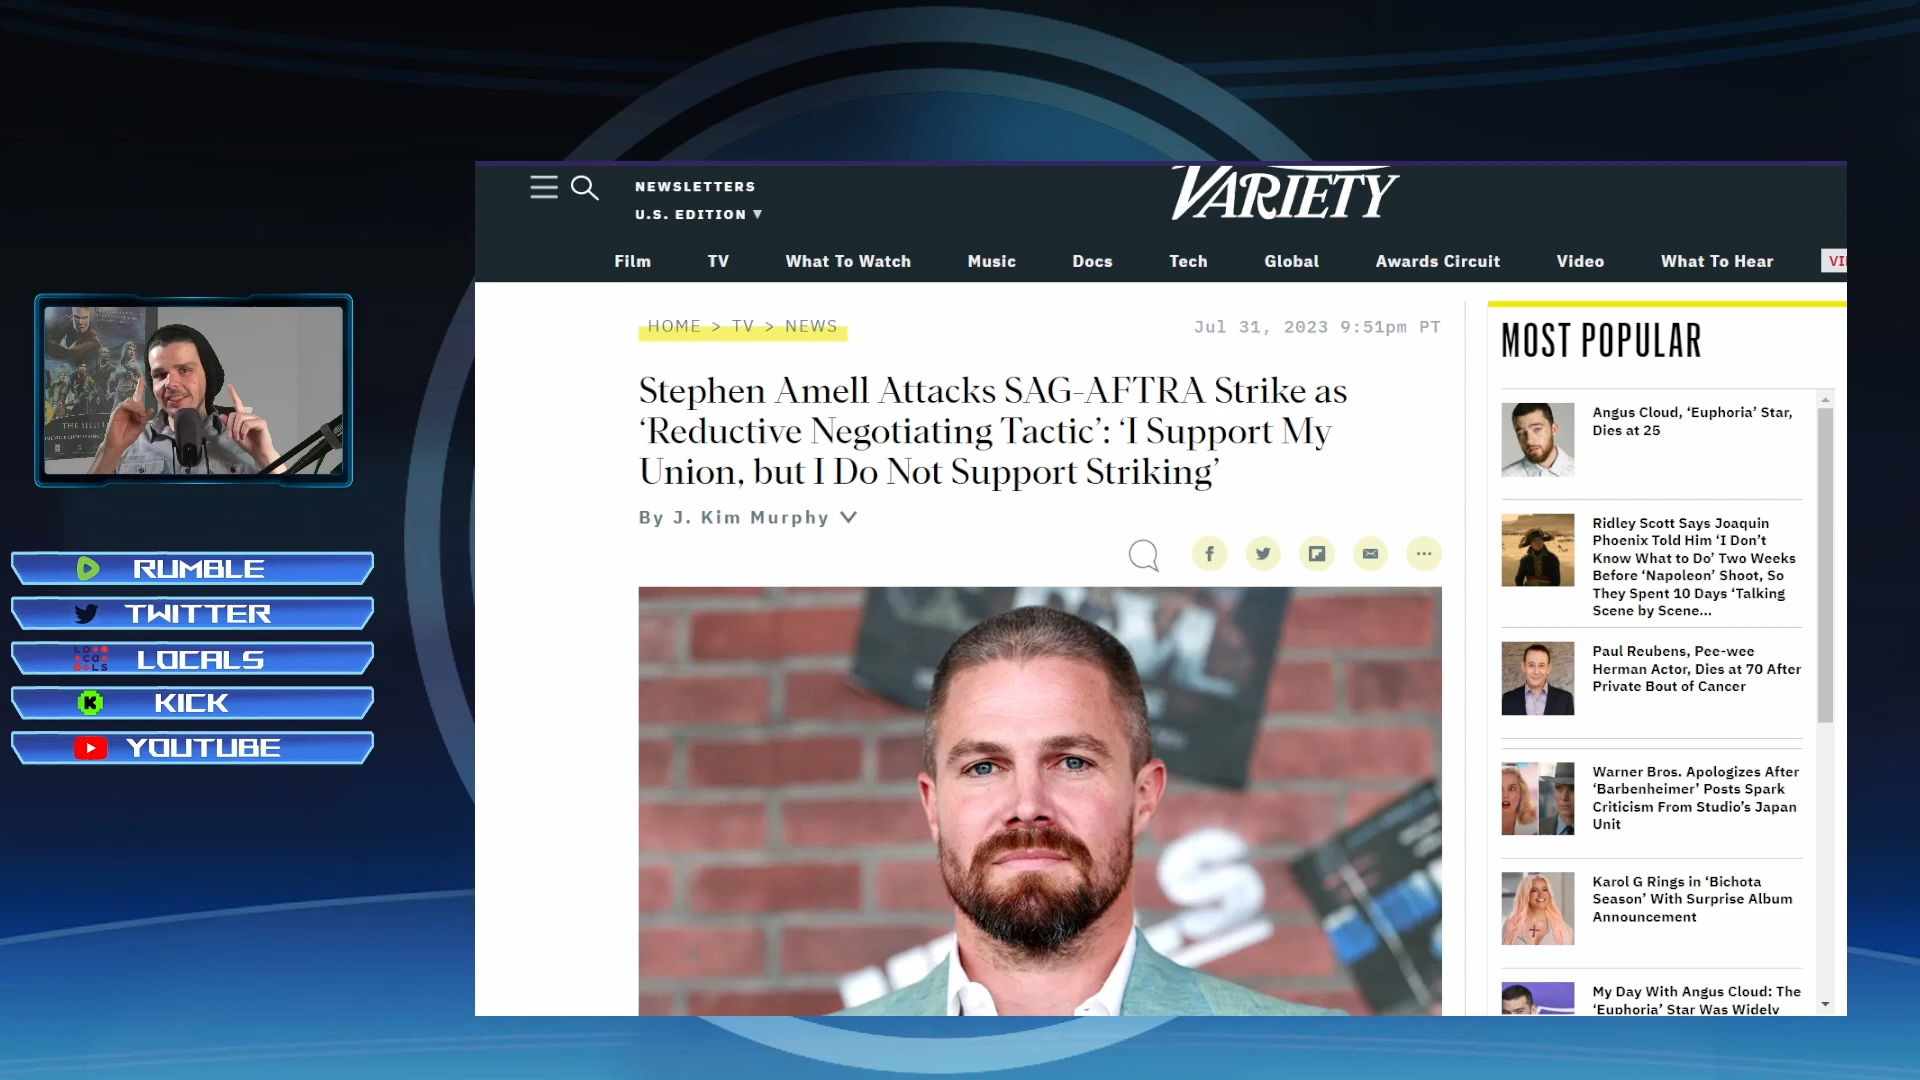 NEWSLETTERS
U.S. EDITION
VARIETY
Film TV What To Watch Music Docs Tech Global Awards Circuit Video What To Hear
HOME > TV > NEWS
Jul 31, 2023 9:51pm PT
Stephen Amell Attacks SAG-AFTRA Strike as
‘Reductive Negotiating Tactic’: ‘I Support My
Union, but I Do Not Support Striking’
By J. Kim Murphy
MOST POPULAR
Angus Cloud, ‘Euphoria’ Star,
Dies at 25
Ridley Scott Says Joaquin
Phoenix Told Him ‘I Don’t
Know What to Do’ Two Weeks
Before ‘Napoleon’ Shoot, So
They Spent 10 Days ‘Talking
Scene by Scene...
Paul Reubens, Pee-wee
Herman Actor, Dies at 70 After
Private Bout of Cancer
Warner Bros. Apologizes After
‘Barbenheimer’ Posts Spark
Criticism From Studio’s Japan
Unit
Karol G Rings in ‘Bichota
Season’ With Surprise Album
Announcement
My Day With Angus Cloud: The
‘Euphoria’ Star Was Widely
RUMBLE
TWITTER
LOCALS
KICK
YOUTUBE